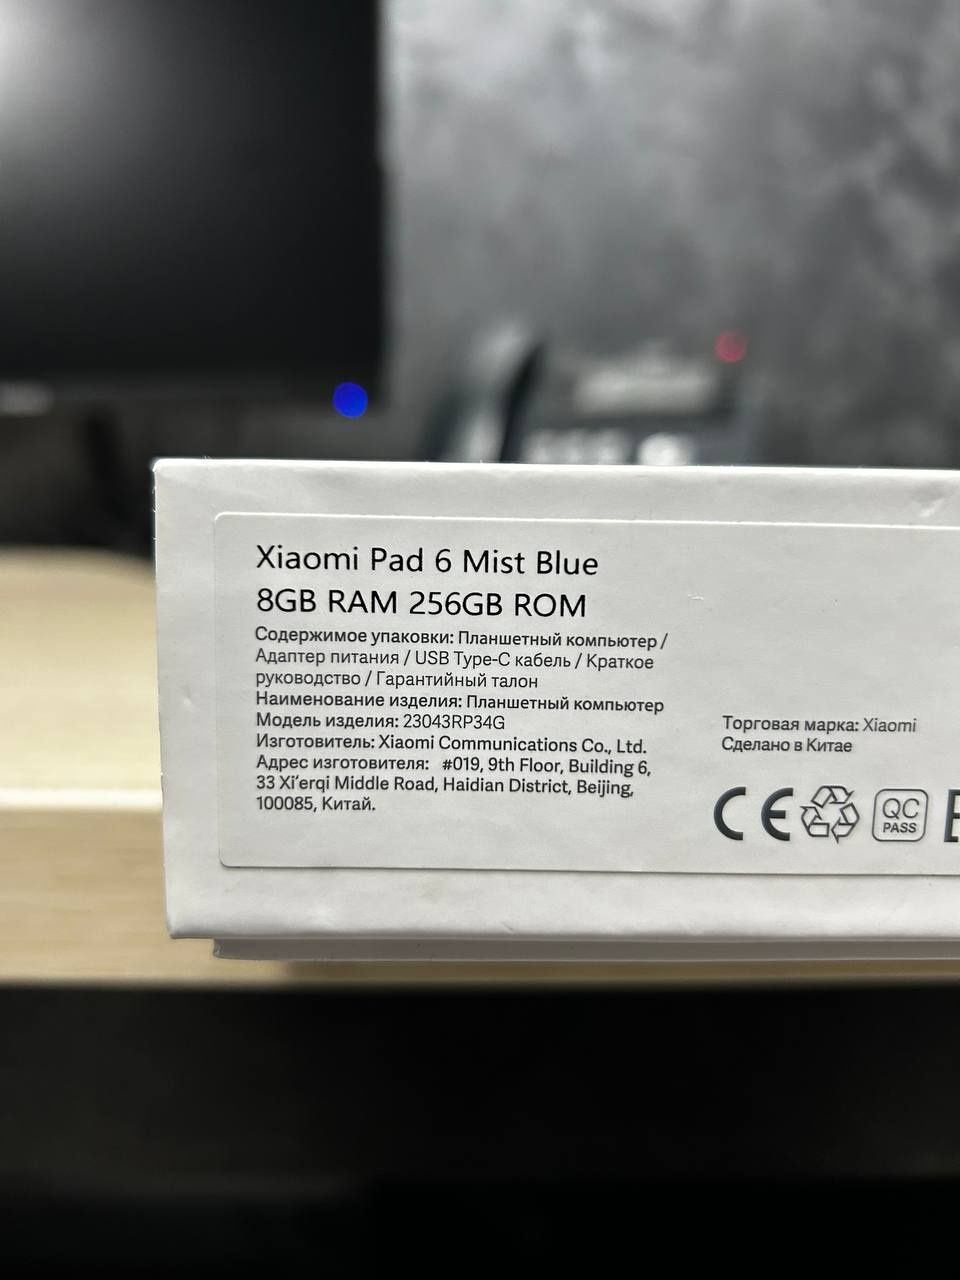 Xiaomi Pad 6 Mist Blue
8GB RAM 256GB ROM
Содержимое упаковки: Планшетный компьютер /
Адаптер питания / USB Type-C кабель / Краткое
руководство / Гарантийный талон
Наименование изделия: Планшетный компьютер
Модель изделия: 23043RP34G
Изготовитель: Xiaomi Communications Co., Ltd.
Адрес изготовителя: #019, 9th Floor, Building 6,
33 Xi’erqi Middle Road, Haidian District, Beijing,
100085, Китай.
Торговая марка: Xiaomi
Сделано в Китае
CE
QC
PASS